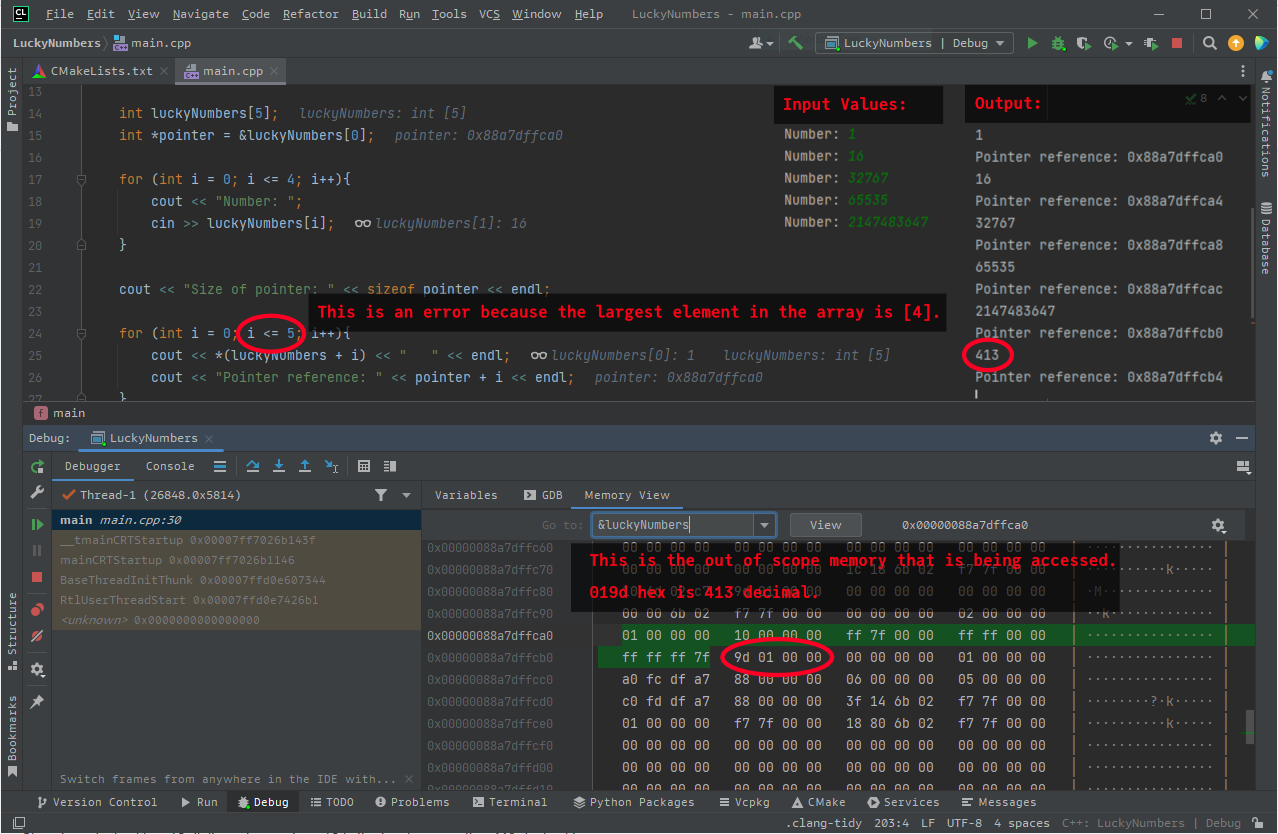 CL File Edit View Navigate Code Refactor Build Run Tools VCS Window Help LuckyNumbers - main.cpp
LuckyNumbers main.cpp LuckyNumbers | Debug
Project CMakeLists.txt main.cpp
Notifications
Database
13
14 int luckyNumbers[5]; luckyNumbers: int [5]
15 int *pointer = &luckyNumbers[0]; pointer: 0x88a7dffca0
16
17 for (int i = 0; i <= 4; i++){
18 cout << "Number: ";
19 cin >> luckyNumbers[i]; luckyNumbers[1]: 16
20 }
21
22 cout << "Size of pointer: " << sizeof pointer << endl;
23
24 for (int i = 0; i <= 5; i++){
25 cout << *(luckyNumbers + i) << "   " << endl; luckyNumbers[0]: 1 luckyNumbers: int [5]
26 cout << "Pointer reference: " << pointer + i << endl; pointer: 0x88a7dffca0
27 }
This is an error because the largest element in the array is [4].
Input Values:
Number: 1
Number: 16
Number: 32767
Number: 65535
Number: 2147483647
Output:
8
1
Pointer reference: 0x88a7dffca0
16
Pointer reference: 0x88a7dffca4
32767
Pointer reference: 0x88a7dffca8
65535
Pointer reference: 0x88a7dffcac
2147483647
Pointer reference: 0x88a7dffcb0
413
Pointer reference: 0x88a7dffcb4
f main
Debug: LuckyNumbers
Debugger Console
Thread-1 (26848.0x5814)
main main.cpp:30
__tmainCRTStartup 0x00007ff7026b143f
mainCRTStartup 0x00007ff7026b1146
BaseThreadInitThunk 0x00007ffd0e607344
RtlUserThreadStart 0x00007ffd0e7426b1
<unknown> 0x0000000000000000
Switch frames from anywhere in the IDE with...
Structure
Bookmarks
Variables GDB Memory View
Go to: &luckyNumbers View 0x00000088a7dffca0
This is the out of scope memory that is being accessed.
019d hex is 413 decimal.
0x00000088a7dffc60 00 00 00 00 00 00 00 00 00 00 00 00 00 00 00 00
0x00000088a7dffc70
0x00000088a7dffc80
0x00000088a7dffc90 00 00 6b 02 f7 7f 00 00 00 00 00 00 02 00 00 00
0x00000088a7dffca0 01 00 00 00 10 00 00 00 ff 7f 00 00 ff ff 00 00
0x00000088a7dffcb0 ff ff ff 7f 9d 01 00 00 00 00 00 00 01 00 00 00
0x00000088a7dffcc0 a0 fc df a7 88 00 00 00 06 00 00 00 05 00 00 00
0x00000088a7dffcd0 c0 fd df a7 88 00 00 00 3f 14 6b 02 f7 7f 00 00 ········?·k·····
0x00000088a7dffce0 01 00 00 00 f7 7f 00 00 18 80 6b 02 f7 7f 00 00
0x00000088a7dffcf0 00 00 00 00 00 00 00 00 00 00 00 00 00 00 00 00
0x00000088a7dffd00 00 00 00 00 00 00 00 00 00 00 00 00 00 00 00 00
0x00000088a7dffd10 00 00 00 00 00 00 00 00 00 00 00 00 00 00 00 00
Version Control Run Debug TODO Problems Terminal Python Packages Vcpkg CMake Services Messages
.clang-tidy 203:4 LF UTF-8 4 spaces C++: LuckyNumbers | Debug